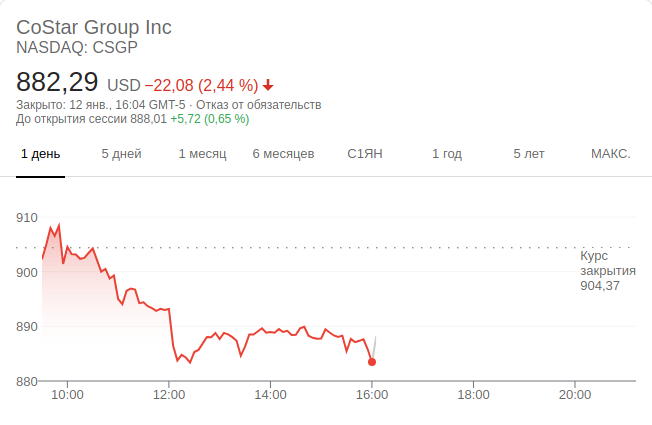 CoStar Group Inc
NASDAQ: CSGP
882,29 USD −22,08 (2,44 %)
Закрыто: 12 янв., 16:04 GMT-5 · Отказ от обязательств
До открытия сессии 888,01 +5,72 (0,65 %)
1 день 5 дней 1 месяц 6 месяцев С1ЯН 1 год 5 лет МАКС.
910
Курс
закрытия
900
904,37
890
880
10:00 12:00 14:00 16:00 18:00 20:00